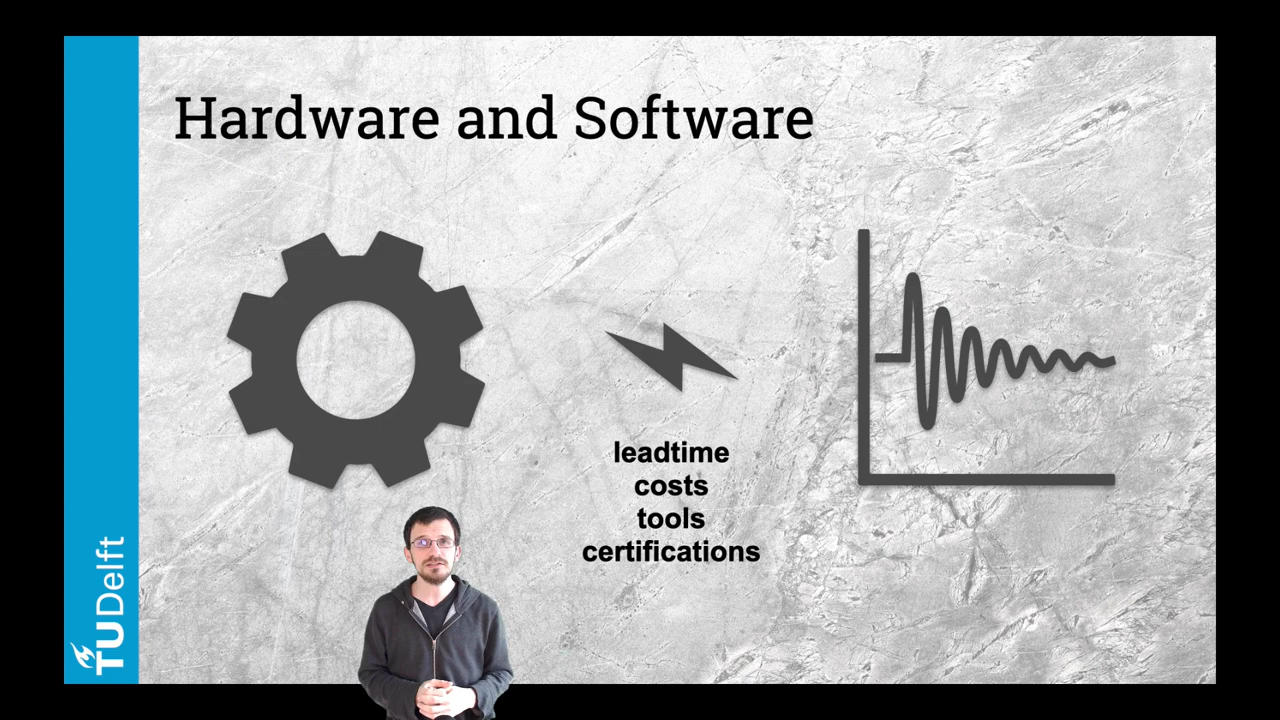 Hardware and Software
leadtime
costs
tools
certifications
TUDelft